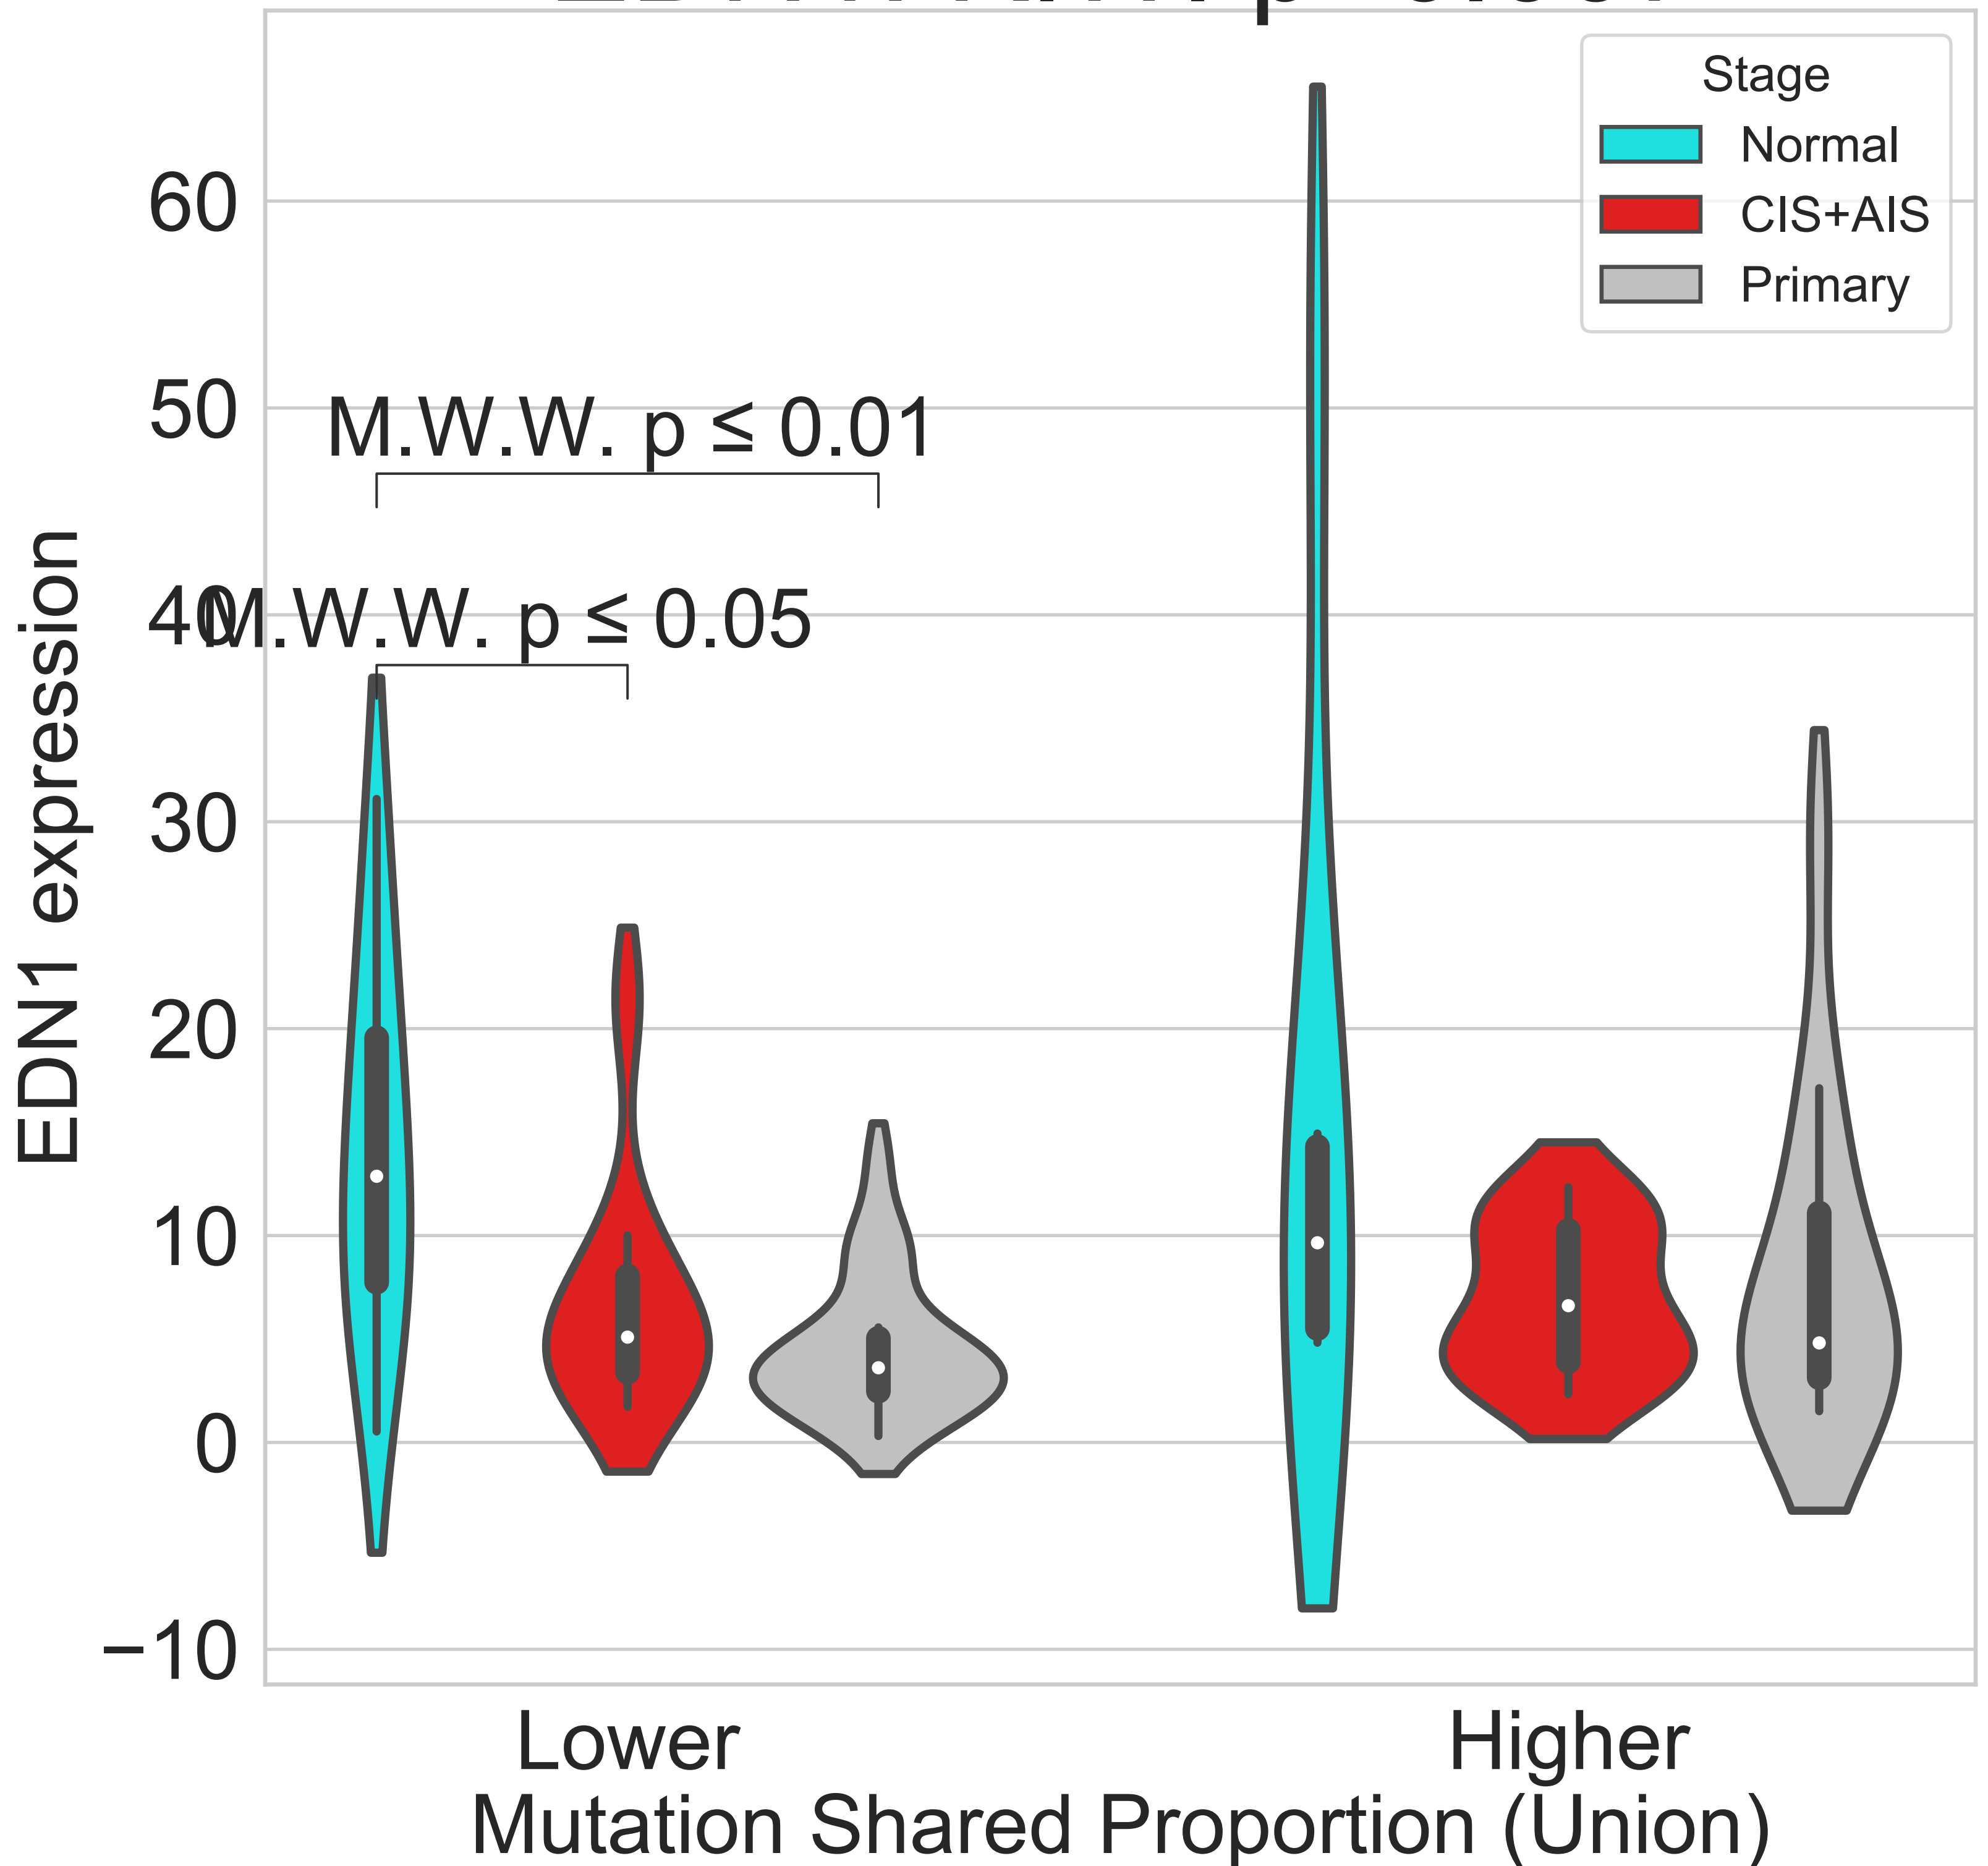 Stage
Normal
CIS+AIS
Primary
60
50
40
30
20
10
0
−10
M.W.W. p ≤ 0.01
M.W.W. p ≤ 0.05
EDN1 expression
Lower
Higher
Mutation Shared Proportion (Union)